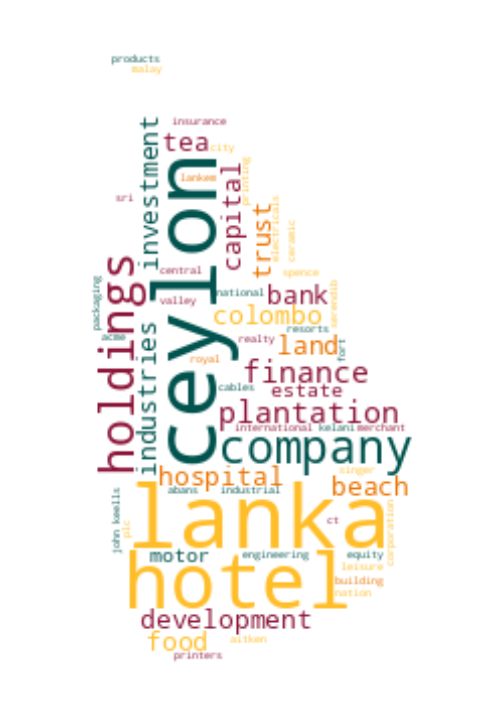 products
malay
insurance
tea
city
investment
lankem
printing
capital
sri
ceylon
trust
electricals
ceramic
central
spence
holdings
packaging
national
valley
bank
serendib
colombo
resorts
acme
realty
land
fort
industries
royal
finance
cables
estate
plantation
international
kelani
merchant
company
singer
hospital
beach
abans
industrial
lanka
john keells
plc
ct
corporation
motor
engineering
equity
leisure
hotel
building
nation
development
food
aitken
printers